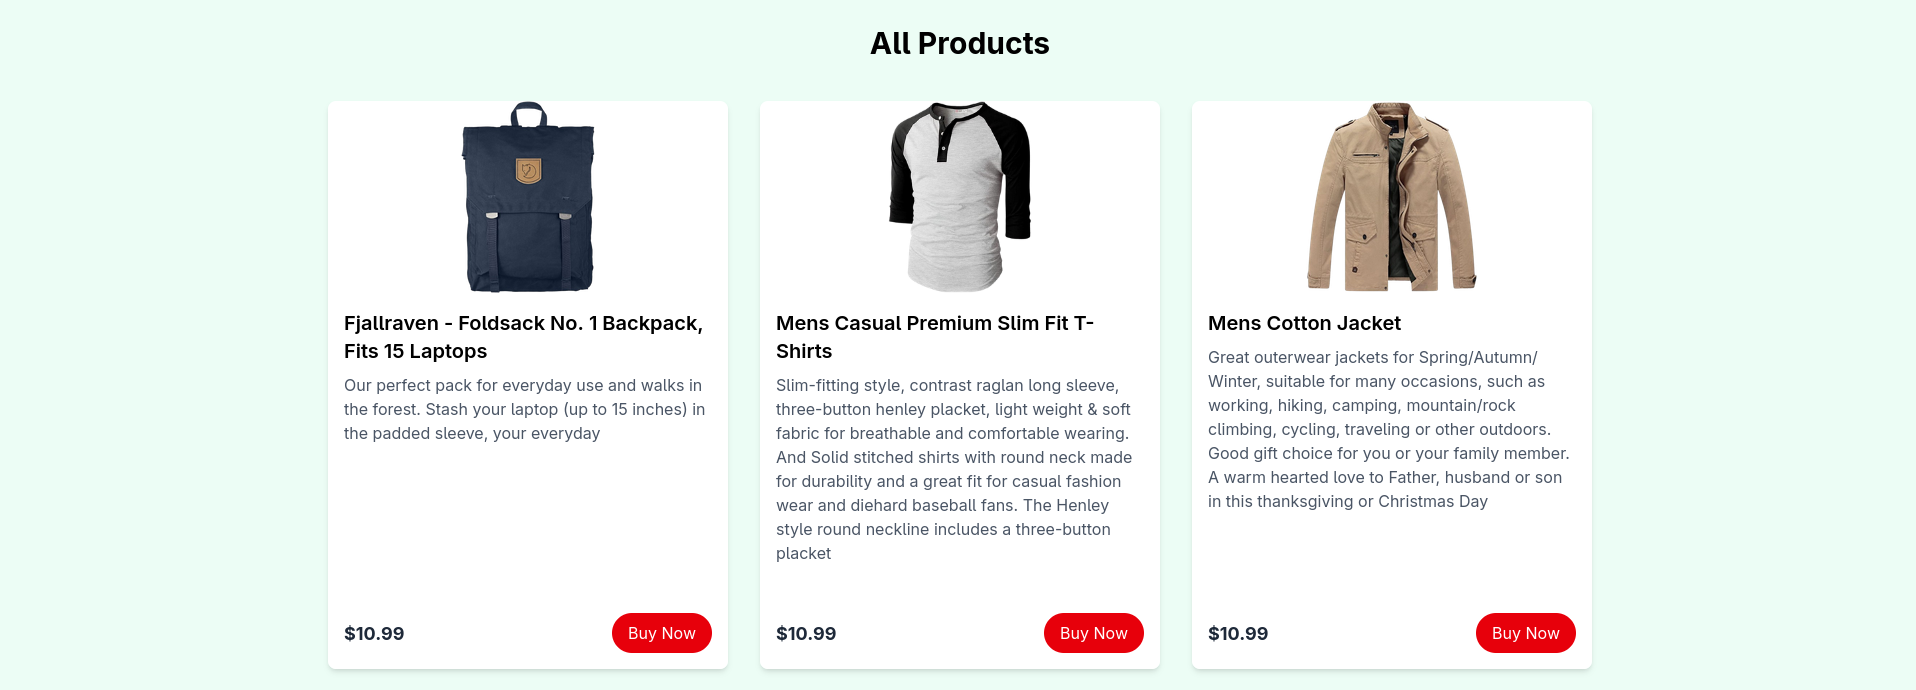 All Products
Fjallraven - Foldsack No. 1 Backpack,
Fits 15 Laptops
Our perfect pack for everyday use and walks in
the forest. Stash your laptop (up to 15 inches) in
the padded sleeve, your everyday
$10.99
Buy Now
Mens Casual Premium Slim Fit T-
Shirts
Slim-fitting style, contrast raglan long sleeve,
three-button henley placket, light weight & soft
fabric for breathable and comfortable wearing.
And Solid stitched shirts with round neck made
for durability and a great fit for casual fashion
wear and diehard baseball fans. The Henley
style round neckline includes a three-button
placket
$10.99
Buy Now
Mens Cotton Jacket
Great outerwear jackets for Spring/Autumn/
Winter, suitable for many occasions, such as
working, hiking, camping, mountain/rock
climbing, cycling, traveling or other outdoors.
Good gift choice for you or your family member.
A warm hearted love to Father, husband or son
in this thanksgiving or Christmas Day
$10.99
Buy Now